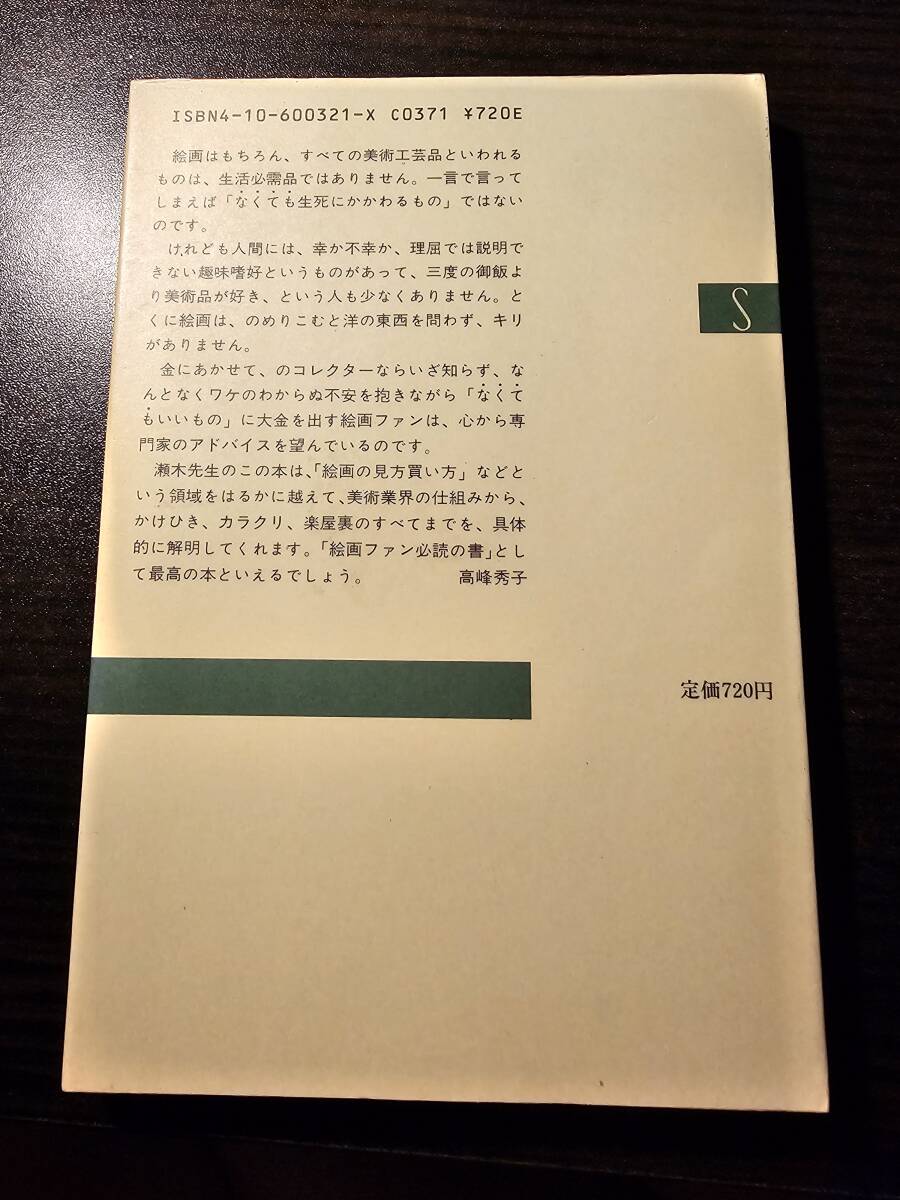 ISBN4-10-600321-X C0371 ¥720E
絵画はもちろん、すべての美術工芸品といわれる
ものは、生活必需品ではありません。一言で言って
しまえば「なくても生死にかかわるもの」ではない
のです。
けれども人間には、幸か不幸か、理屈では説明で
きない趣味嗜好というものがあって、三度の御飯よ
り美術品が好き、という人も少なくありません。と
くに絵画は、のめりこむと洋の東西を問わず、キリ
がありません。
金にあかせて、のコレクターならいざ知らず、な
んとなくワケのわからぬ不安を抱きながら「なくて
もいいもの」に大金を出す絵画ファンは、心から専
門家のアドバイスを望んでいるのです。
瀬木先生のこの本は、「絵画の見方買い方」などと
いう領域をはるかに越えて、美術業界の仕組みから、
かけひき、カラクリ、楽屋裏のすべてまでを、具体
的に解明してくれます。「絵画ファン必読の書」とし
て最高の本といえるでしょう。 高峰秀子
S
定価720円